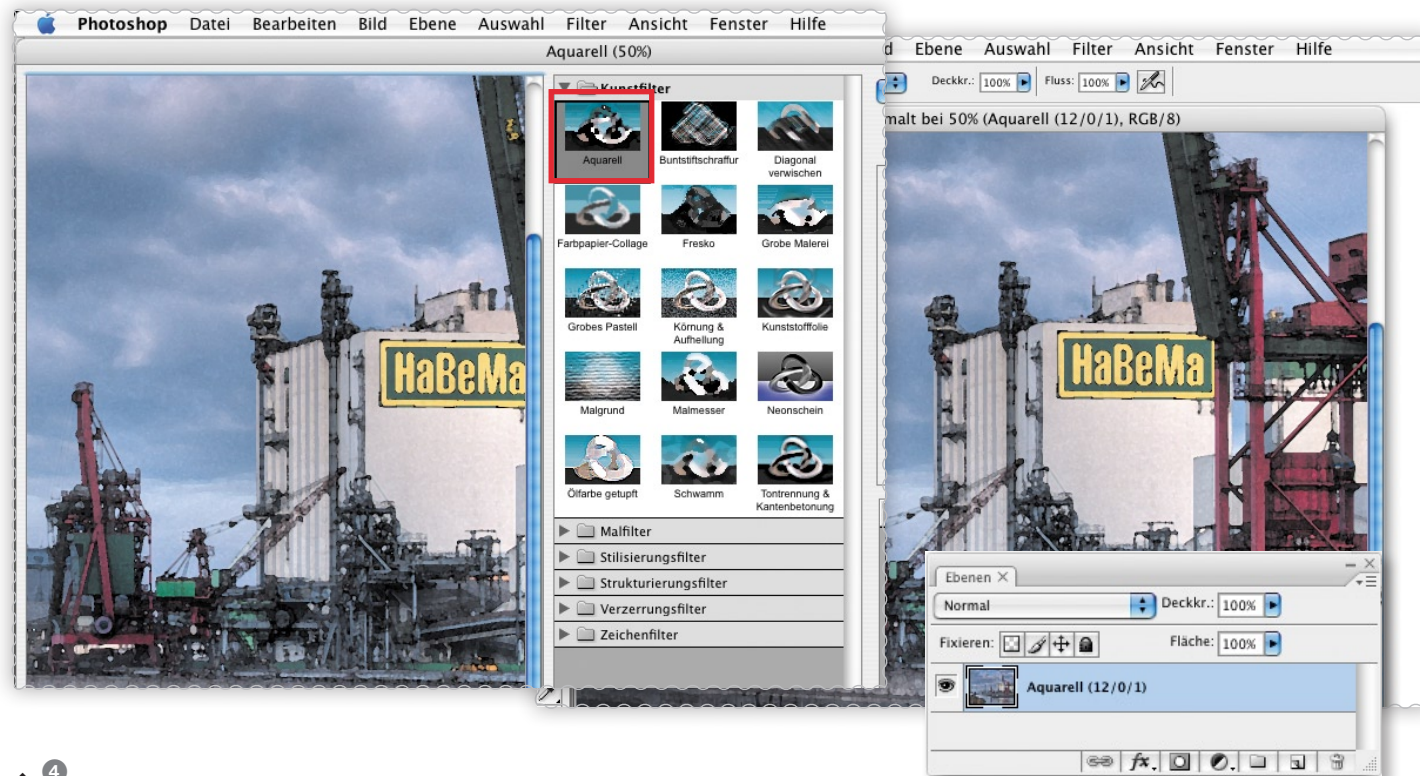 Photoshop Datei Bearbeiten Bild Ebene Auswahl Filter Ansicht Fenster Hilfe
Aquarell (50%)
Kunstfilter
Aquarell
Buntstiftschraffur
Diagonal
verwischen
Farbpapier-Collage
Fresko
Grobe Malerei
Grobes Pastell
Körnung &
Aufhellung
Kunststofffolie
Malgrund
Malmesser
Neonschein
Ölfarbe getupft
Schwamm
Tontrennung &
Kantenbetonung
Malfilter
Stilisierungsfilter
Strukturierungsfilter
Verzerrungsfilter
Zeichenfilter
HaBeMa
d Ebene Auswahl Filter Ansicht Fenster Hilfe
Deckkr.: 100% Fluss: 100%
malt bei 50% (Aquarell (12/0/1), RGB/8)
HaBeMa
Ebenen
Normal Deckkr.: 100%
Fixieren: Fläche: 100%
Aquarell (12/0/1)
fx
4